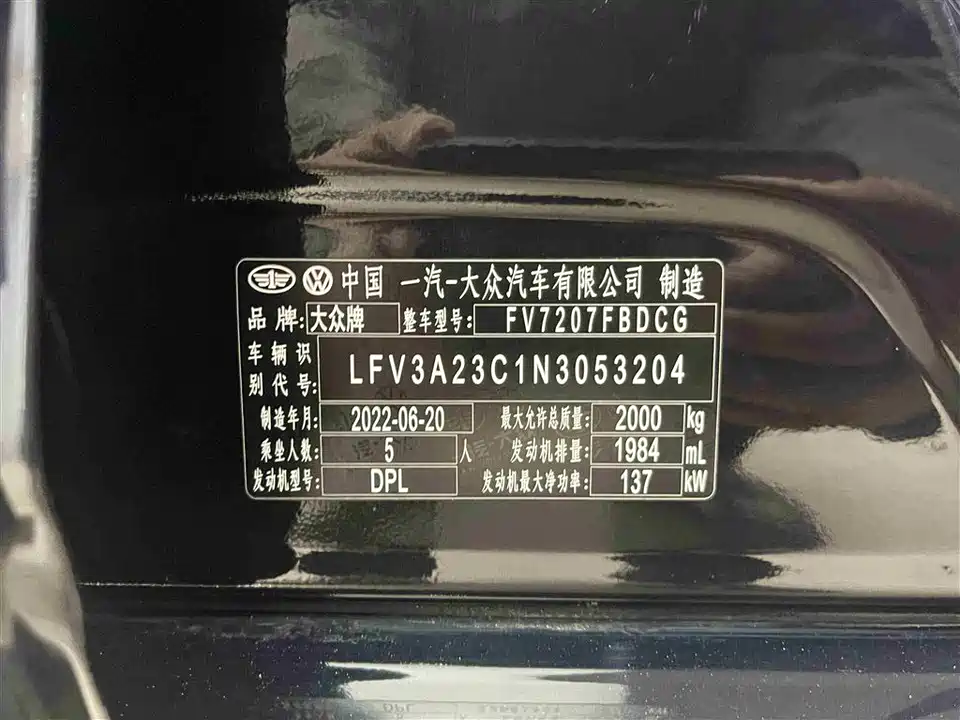 中国 一汽-大众汽车有限公司 制造
品 牌: 大众牌 整车型号: FV7207FBDCG
车 辆 识
别 代 号: LFV3A23C1N3053204
制造年月: 2022-06-20 最大允许总质量: 2000 kg
乘坐人数: 5 人 发动机排量: 1984 mL
发动机型号: DPL 发动机最大净功率: 137 kW
DPL